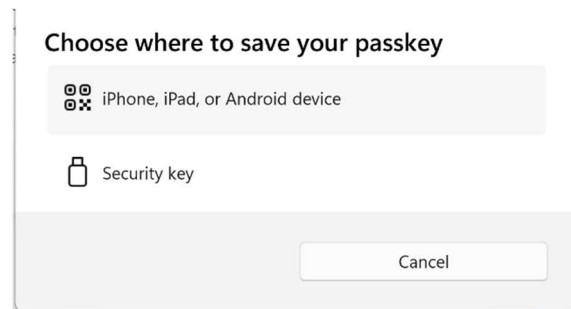 Choose where to save your passkey
iPhone, iPad, or Android device
Security key
Cancel